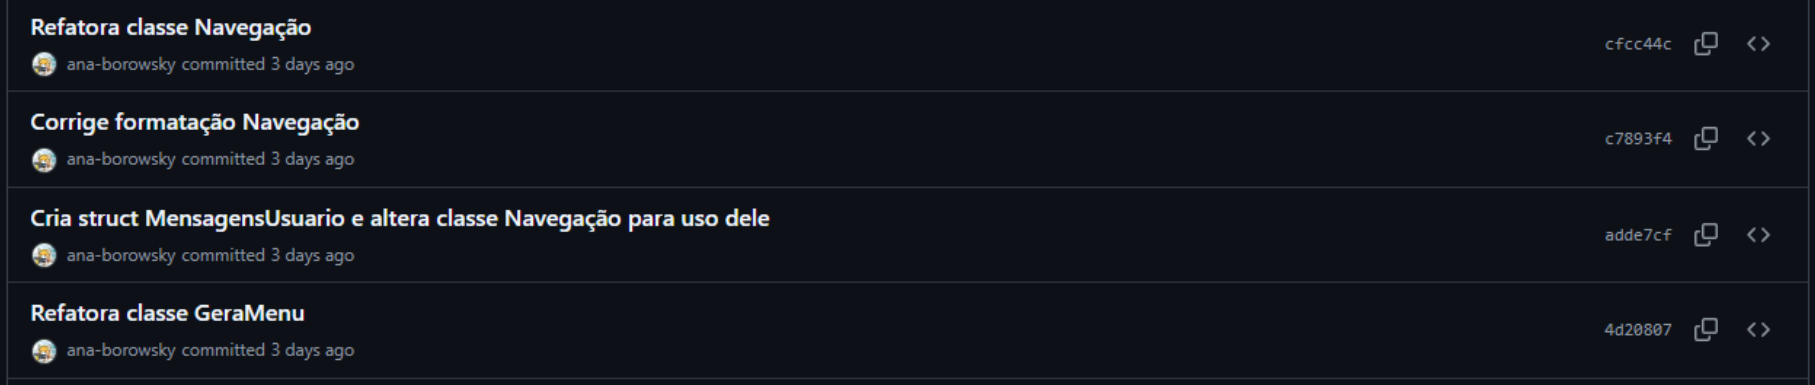 Refatora classe Navegação
ana-borowsky committed 3 days ago
cfcc44c
Corrige formatação Navegação
ana-borowsky committed 3 days ago
c7893f4
Cria struct MensagensUsuario e altera classe Navegação para uso dele
ana-borowsky committed 3 days ago
adde7cf
Refatora classe GeraMenu
ana-borowsky committed 3 days ago
4d20807